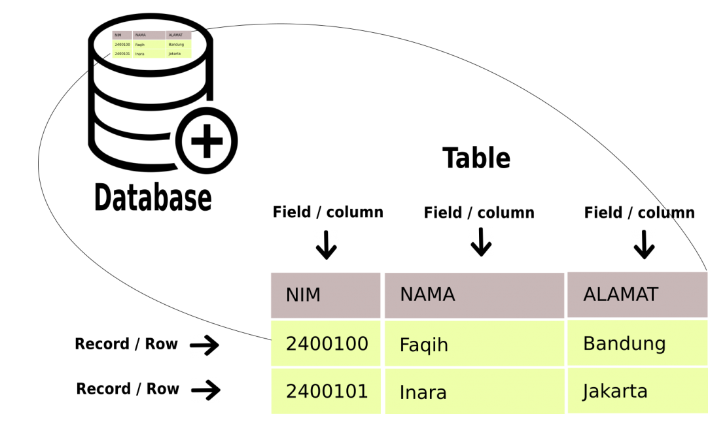 NIM NAMA ALAMAT
2400100 Faqih Bandung
2400101 Inara Jakarta
Database
Table
Field / column Field / column Field / column
NIM NAMA ALAMAT
Record / Row 2400100 Faqih Bandung
Record / Row 2400101 Inara Jakarta